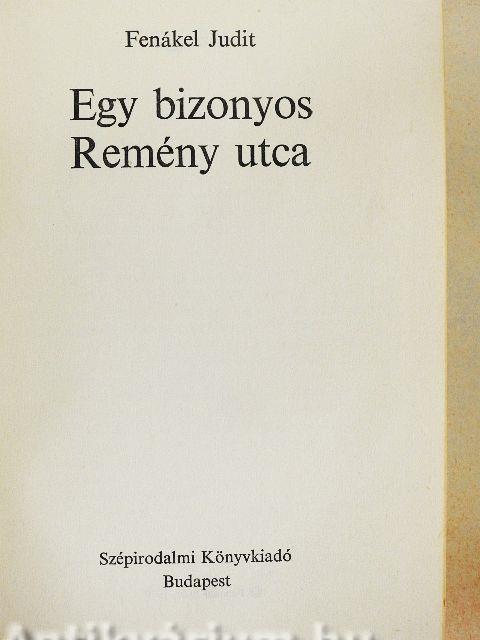 Fenákel Judit
Egy bizonyos
Remény utca
Szépirodalmi Könyvkiadó
Budapest